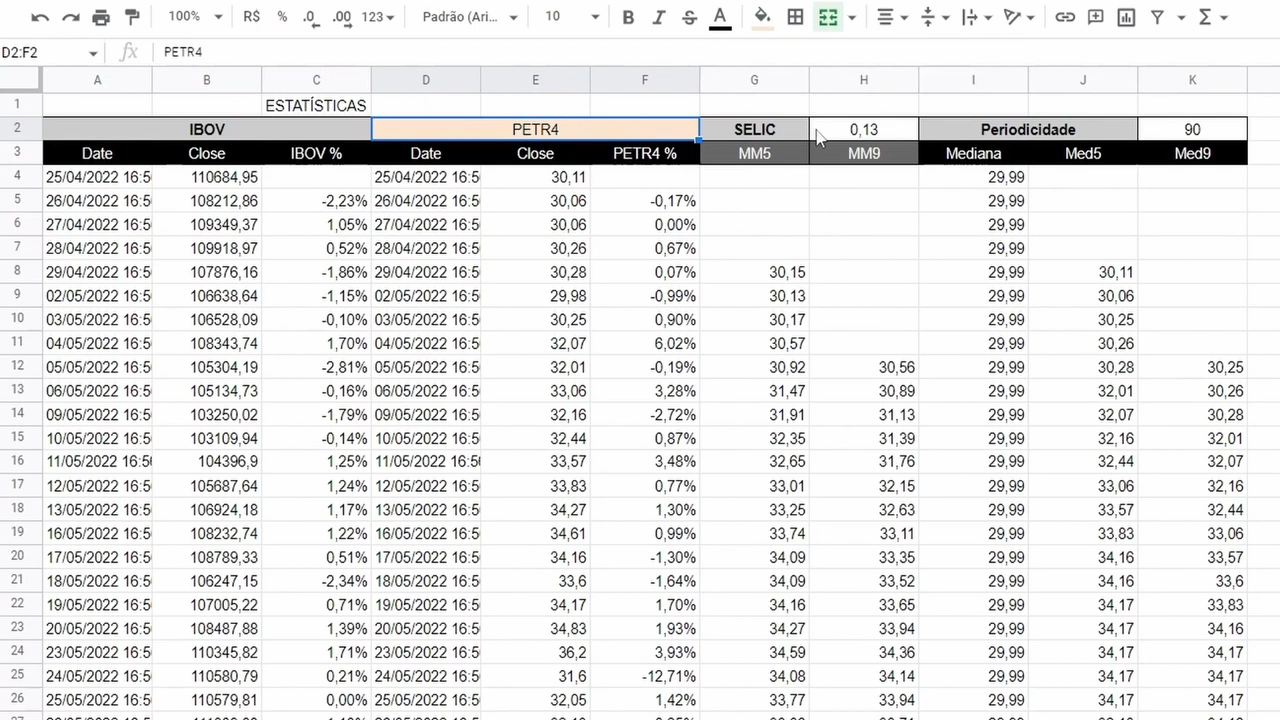 100% R$ % .0 .00 123 Padrão (Ari... 10 B I S A
D2:F2 fx PETR4
A B C D E F G H I J K
1 ESTATÍSTICAS
2 IBOV PETR4 SELIC 0,13 Periodicidade 90
3 Date Close IBOV % Date Close PETR4 % MM5 MM9 Mediana Med5 Med9
4 25/04/2022 16:5 110684,95 25/04/2022 16:5 30,11 29,99
5 26/04/2022 16:5 108212,86 -2,23% 26/04/2022 16:5 30,06 -0,17% 29,99
6 27/04/2022 16:5 109349,37 1,05% 27/04/2022 16:5 30,06 0,00% 29,99
7 28/04/2022 16:5 109918,97 0,52% 28/04/2022 16:5 30,26 0,67% 29,99
8 29/04/2022 16:5 107876,16 -1,86% 29/04/2022 16:5 30,28 0,07% 30,15 29,99 30,11
9 02/05/2022 16:5 106638,64 -1,15% 02/05/2022 16:5 29,98 -0,99% 30,13 29,99 30,06
10 03/05/2022 16:5 106528,09 -0,10% 03/05/2022 16:5 30,25 0,90% 30,17 29,99 30,25
11 04/05/2022 16:5 108343,74 1,70% 04/05/2022 16:5 32,07 6,02% 30,57 29,99 30,26
12 05/05/2022 16:5 105304,19 -2,81% 05/05/2022 16:5 32,01 -0,19% 30,92 30,56 29,99 30,28 30,25
13 06/05/2022 16:5 105134,73 -0,16% 06/05/2022 16:5 33,06 3,28% 31,47 30,89 29,99 32,01 30,26
14 09/05/2022 16:5 103250,02 -1,79% 09/05/2022 16:5 32,16 -2,72% 31,91 31,13 29,99 32,07 30,28
15 10/05/2022 16:5 103109,94 -0,14% 10/05/2022 16:5 32,44 0,87% 32,35 31,39 29,99 32,16 32,01
16 11/05/2022 16:5 104396,9 1,25% 11/05/2022 16:5 33,57 3,48% 32,65 31,76 29,99 32,44 32,07
17 12/05/2022 16:5 105687,64 1,24% 12/05/2022 16:5 33,83 0,77% 33,01 32,15 29,99 33,06 32,16
18 13/05/2022 16:5 106924,18 1,17% 13/05/2022 16:5 34,27 1,30% 33,25 32,63 29,99 33,57 32,44
19 16/05/2022 16:5 108232,74 1,22% 16/05/2022 16:5 34,61 0,99% 33,74 33,11 29,99 33,83 33,06
20 17/05/2022 16:5 108789,33 0,51% 17/05/2022 16:5 34,16 -1,30% 34,09 33,35 29,99 34,16 33,57
21 18/05/2022 16:5 106247,15 -2,34% 18/05/2022 16:5 33,6 -1,64% 34,09 33,52 29,99 34,16 33,6
22 19/05/2022 16:5 107005,22 0,71% 19/05/2022 16:5 34,17 1,70% 34,16 33,65 29,99 34,17 33,83
23 20/05/2022 16:5 108487,88 1,39% 20/05/2022 16:5 34,83 1,93% 34,27 33,94 29,99 34,17 34,16
24 23/05/2022 16:5 110345,82 1,71% 23/05/2022 16:5 36,2 3,93% 34,59 34,36 29,99 34,17 34,17
25 24/05/2022 16:5 110580,79 0,21% 24/05/2022 16:5 31,6 -12,71% 34,08 34,14 29,99 34,17 34,17
26 25/05/2022 16:5 110579,81 0,00% 25/05/2022 16:5 32,05 1,42% 33,77 33,94 29,99 34,17 34,17